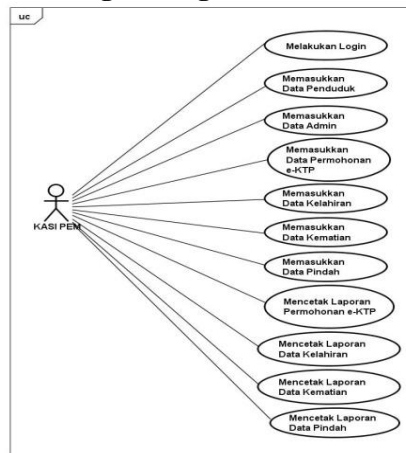 uc
Melakukan Login
Memasukkan
Data Penduduk
Memasukkan
Data Admin
Memasukkan
Data Permohonan
e-KTP
Memasukkan
Data Kelahiran
Memasukkan
Data Kematian
Memasukkan
Data Pindah
KASI PEM
Mencetak Laporan
Permohonan e-KTP
Mencetak Laporan
Data Kelahiran
Mencetak Laporan
Data Kematian
Mencetak Laporan
Data Pindah